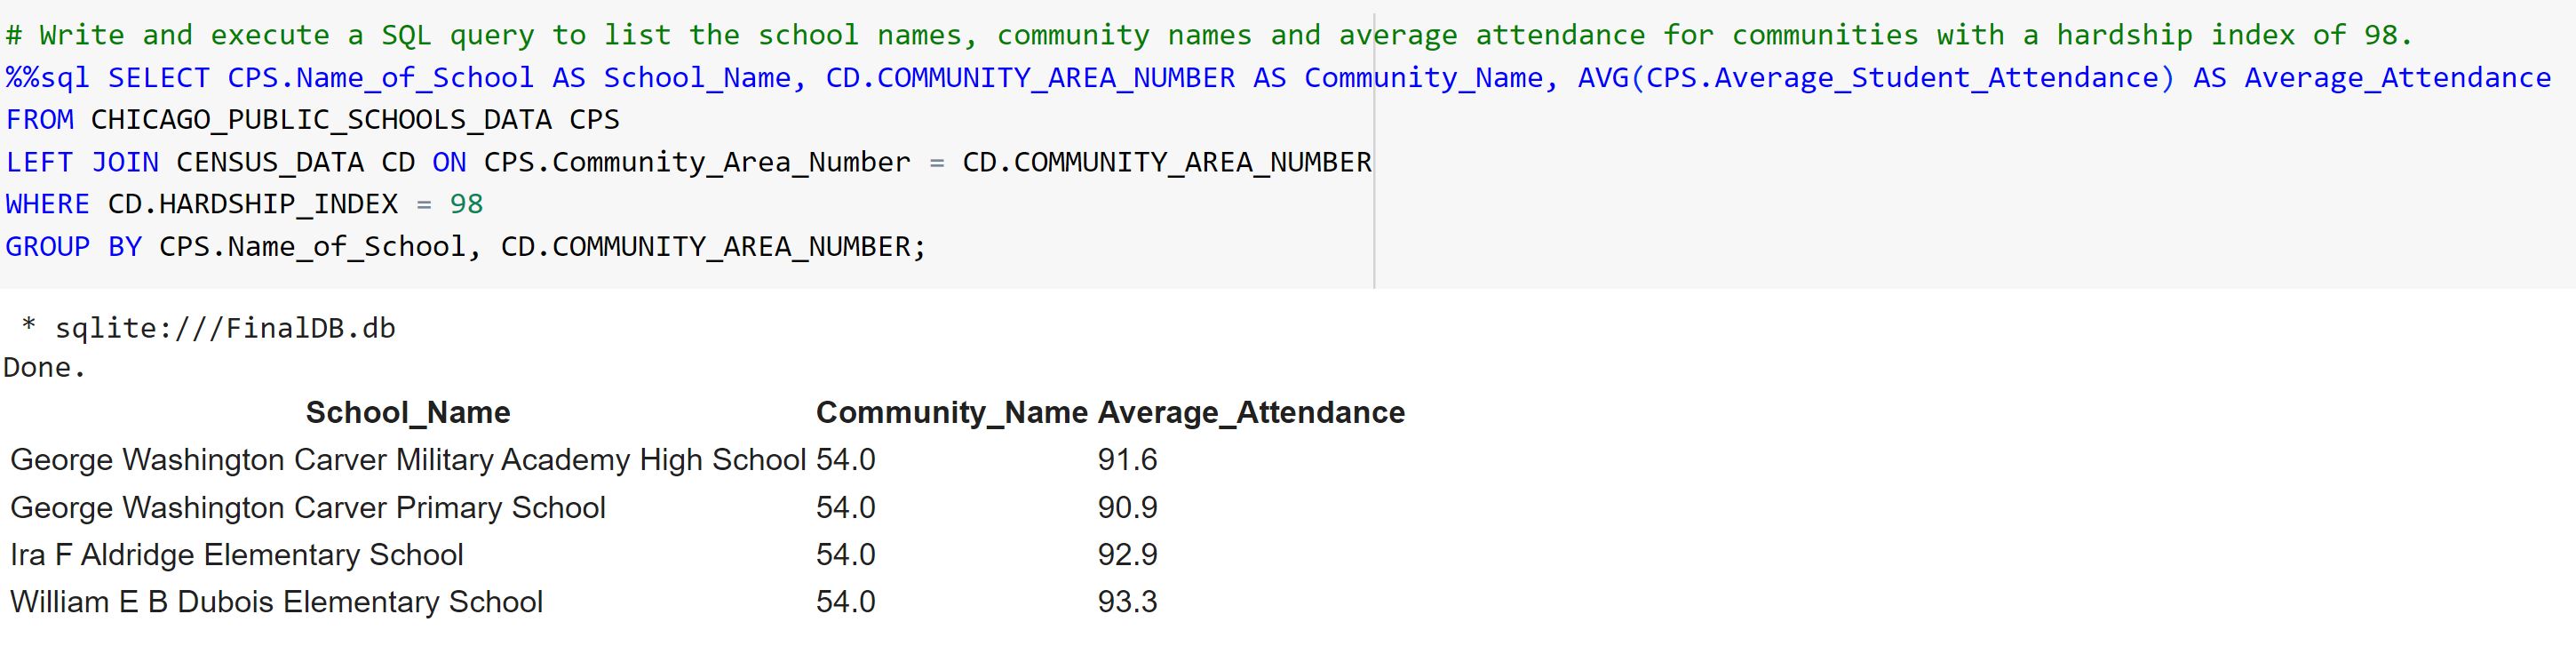 # Write and execute a SQL query to list the school names, community names and average attendance for communities with a hardship index of 98.
%%sql SELECT CPS.Name_of_School AS School_Name, CD.COMMUNITY_AREA_NUMBER AS Community_Name, AVG(CPS.Average_Student_Attendance) AS Average_Attendance
FROM CHICAGO_PUBLIC_SCHOOLS_DATA CPS
LEFT JOIN CENSUS_DATA CD ON CPS.Community_Area_Number = CD.COMMUNITY_AREA_NUMBER
WHERE CD.HARDSHIP_INDEX = 98
GROUP BY CPS.Name_of_School, CD.COMMUNITY_AREA_NUMBER;
* sqlite:///FinalDB.db
Done.
School_Name Community_Name Average_Attendance
George Washington Carver Military Academy High School 54.0 91.6
George Washington Carver Primary School 54.0 90.9
Ira F Aldridge Elementary School 54.0 92.9
William E B Dubois Elementary School 54.0 93.3